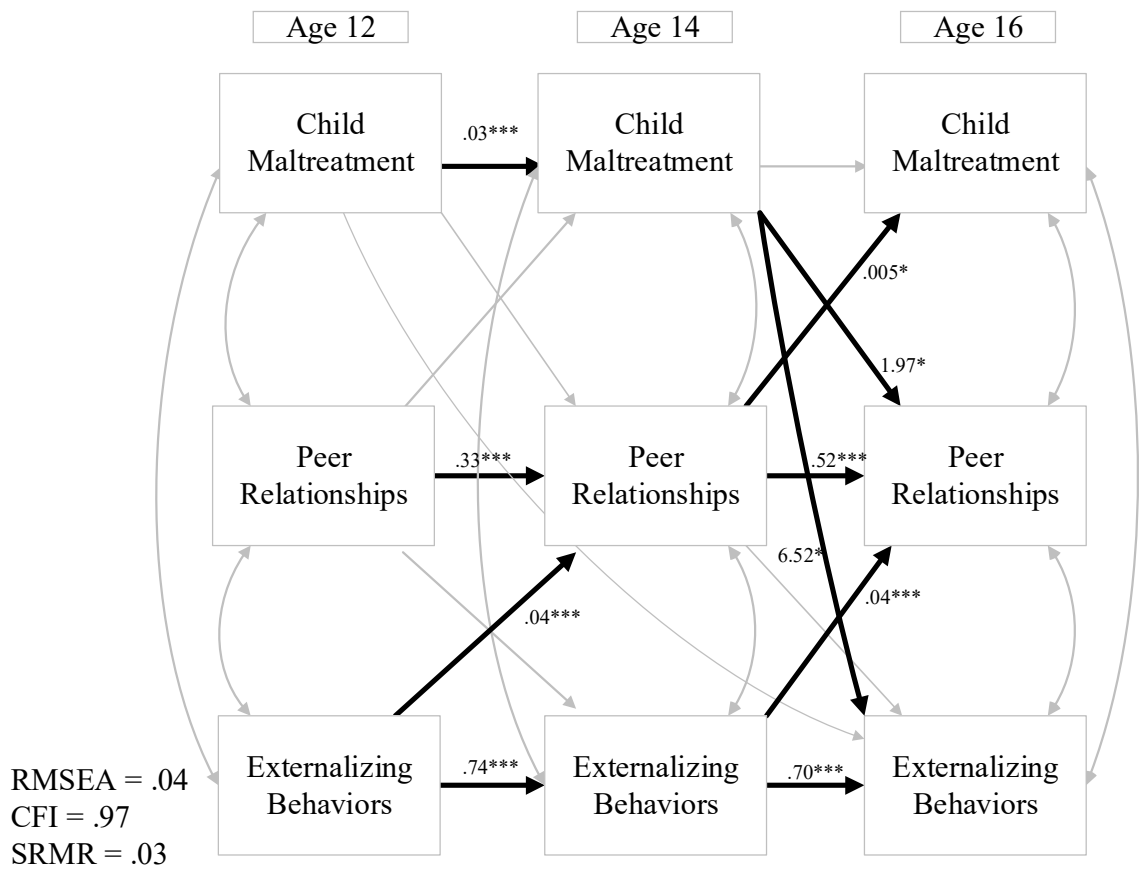 Age 12
Age 14
Age 16
Child
Maltreatment
.03***
Child
Maltreatment
Child
Maltreatment
.005*
1.97*
Peer
Relationships
.33***
Peer
Relationships
.52***
Peer
Relationships
6.52*
.04***
.04***
Externalizing
Behaviors
.74***
Externalizing
Behaviors
.70***
Externalizing
Behaviors
RMSEA = .04
CFI = .97
SRMR = .03